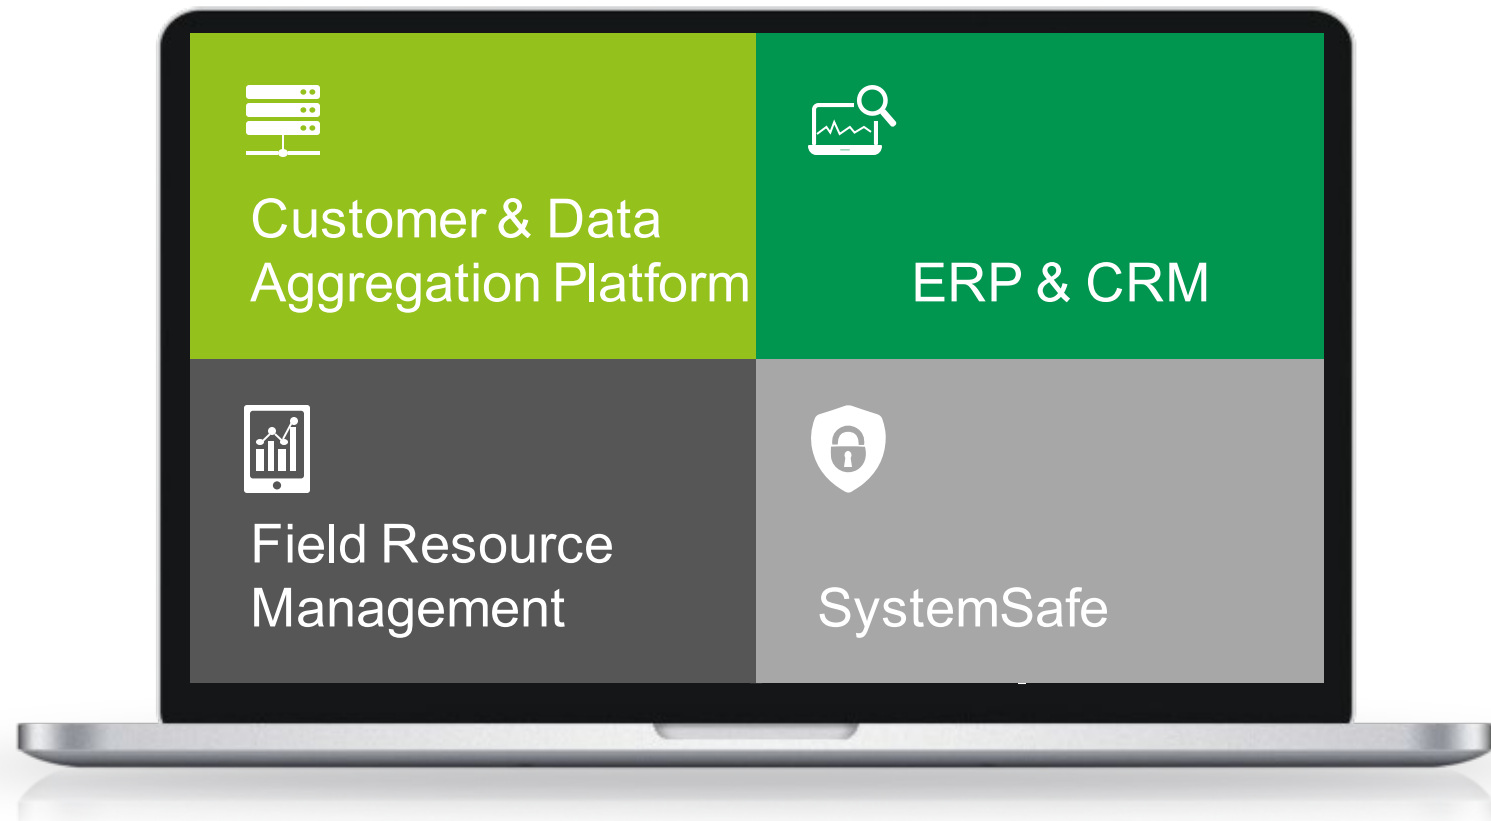 Customer & Data
Aggregation Platform
ERP & CRM
Field Resource
Management
SystemSafe